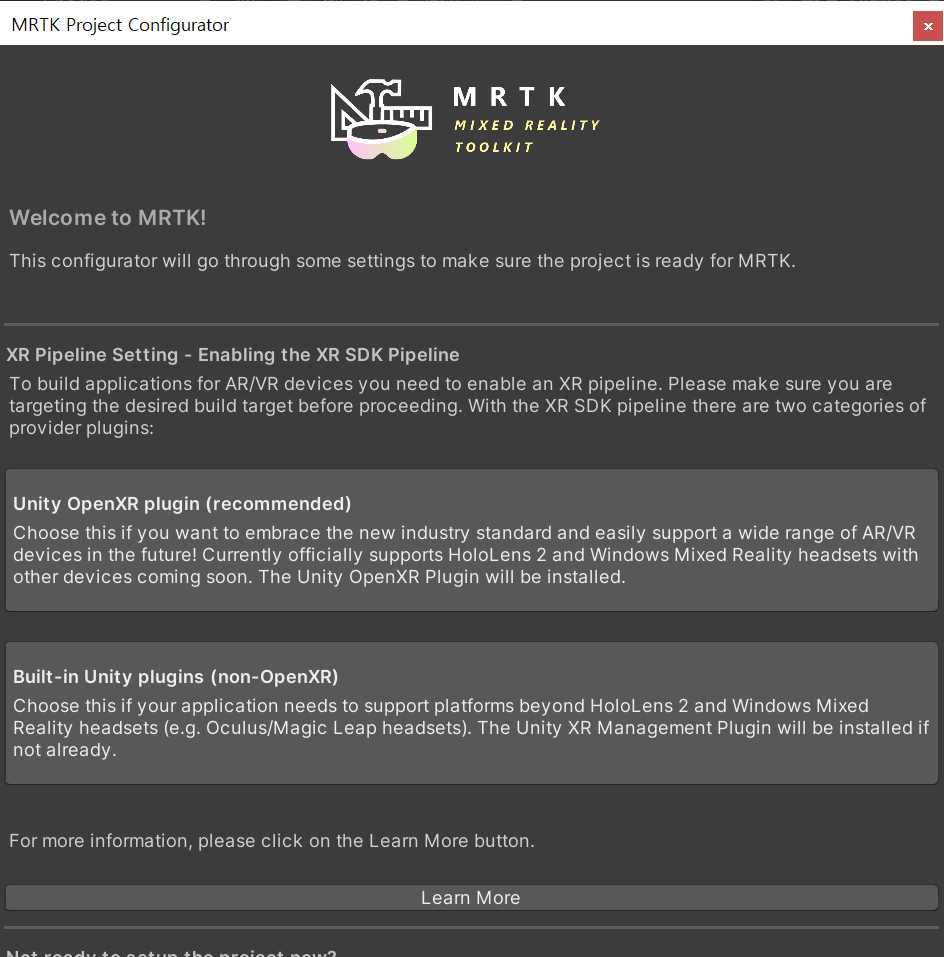 MRTK Project Configurator
x
MRTK
MIXED REALITY
TOOLKIT
Welcome to MRTK!
This configurator will go through some settings to make sure the project is ready for MRTK.
XR Pipeline Setting - Enabling the XR SDK Pipeline
To build applications for AR/VR devices you need to enable an XR pipeline. Please make sure you are
targeting the desired build target before proceeding. With the XR SDK pipeline there are two categories of
provider plugins:
Unity OpenXR plugin (recommended)
Choose this if you want to embrace the new industry standard and easily support a wide range of AR/VR
devices in the future! Currently officially supports HoloLens 2 and Windows Mixed Reality headsets with
other devices coming soon. The Unity OpenXR Plugin will be installed.
Built-in Unity plugins (non-OpenXR)
Choose this if your application needs to support platforms beyond HoloLens 2 and Windows Mixed
Reality headsets (e.g. Oculus/Magic Leap headsets). The Unity XR Management Plugin will be installed if
not already.
For more information, please click on the Learn More button.
Learn More
Not ready to setup the project now?